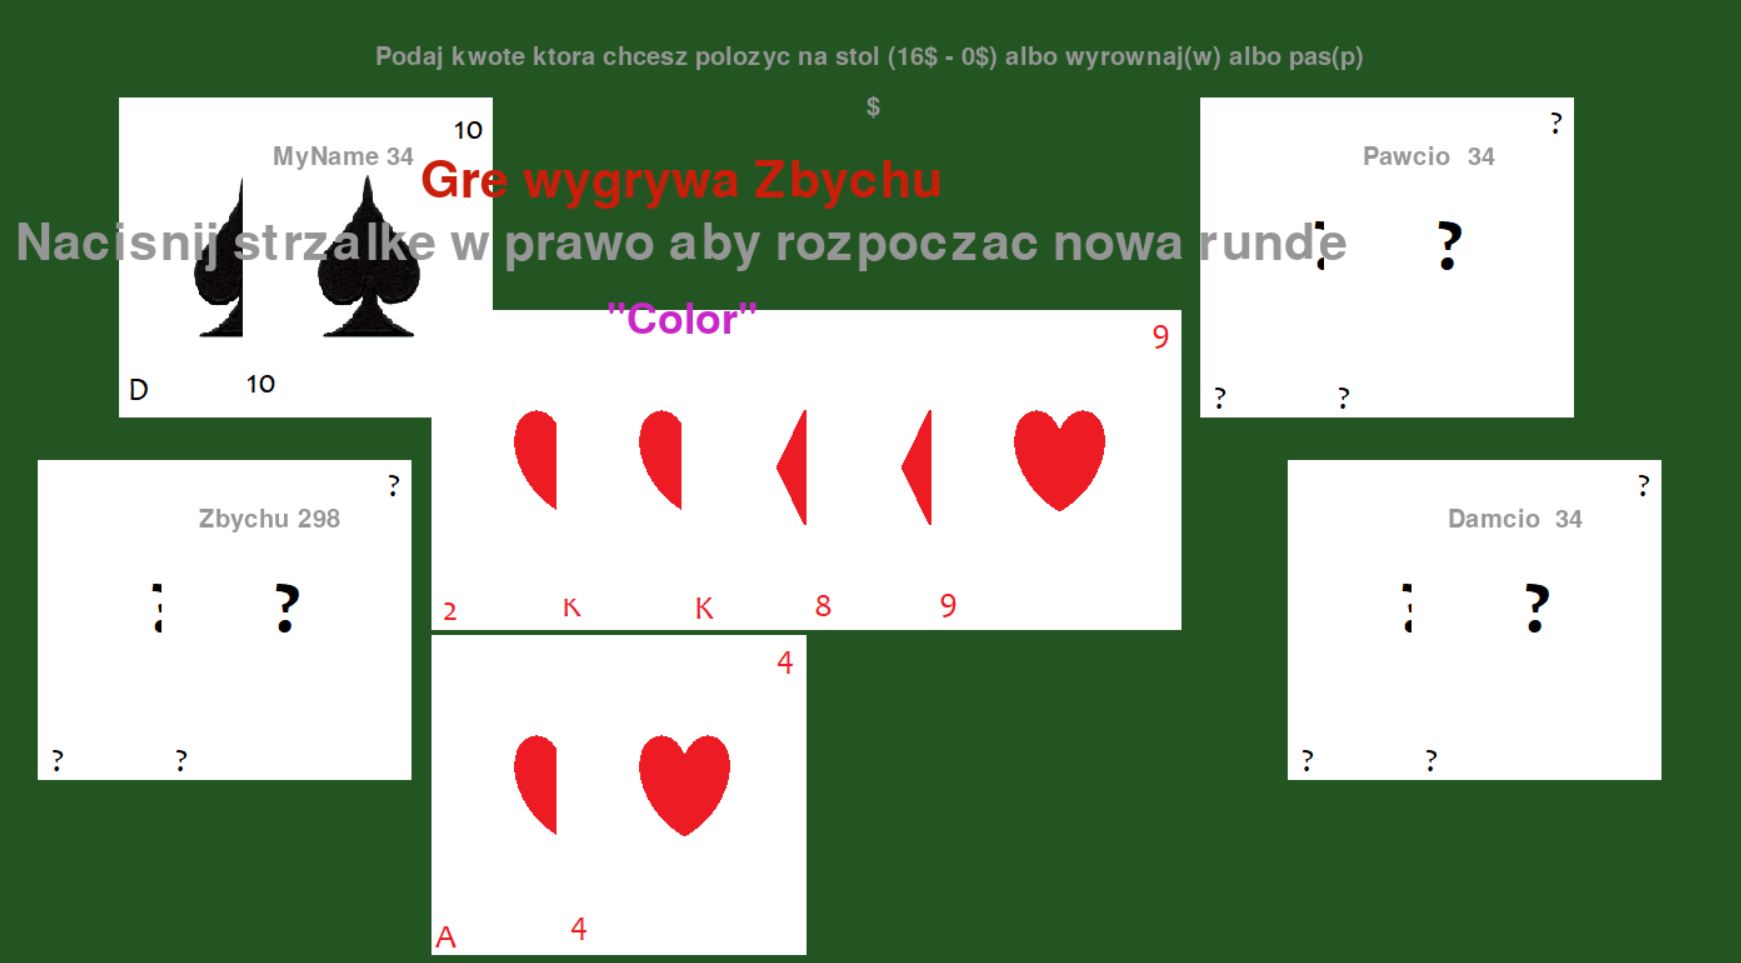 Podaj kwote ktora chcesz polozyc na stol (16$ - 0$) albo wyrownaj(w) albo pas(p)
$
10
MyName 34
D
10
?
Pawcio 34
?
?
?
?
Gre wygrywa Zbychu
Nacisnij strzalke w prawo aby rozpoczac nowa runde
"Color"
9
2
K
K
8
9
?
Zbychu 298
?
?
?
?
?
Damcio 34
?
?
?
?
4
A
4